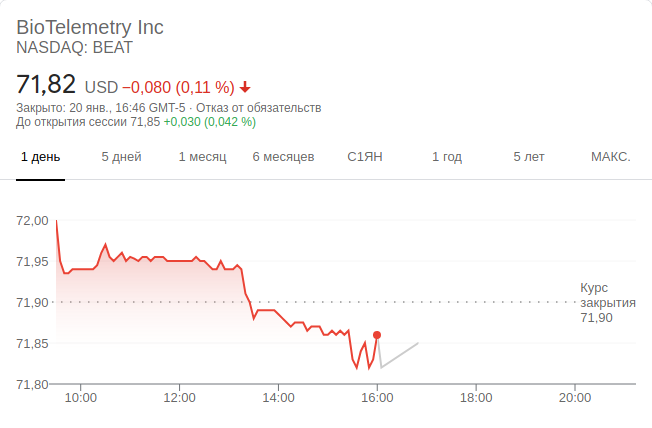 BioTelemetry Inc
NASDAQ: BEAT
71,82 USD −0,080 (0,11 %)
Закрыто: 20 янв., 16:46 GMT-5 · Отказ от обязательств
До открытия сессии 71,85 +0,030 (0,042 %)
1 день 5 дней 1 месяц 6 месяцев С1ЯН 1 год 5 лет МАКС.
72,00
71,95
71,90
71,85
71,80
Курс
закрытия
71,90
10:00 12:00 14:00 16:00 18:00 20:00